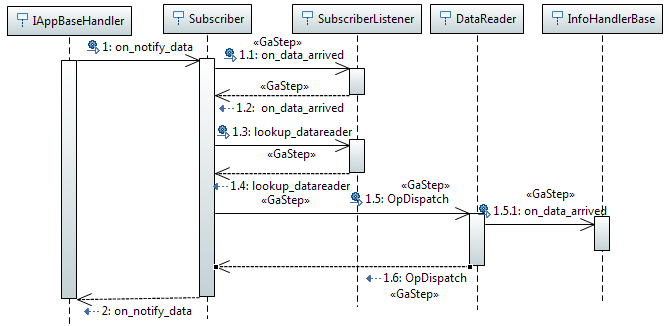 IAppBaseHandler
Subscriber
SubscriberListener
DataReader
InfoHandlerBase
1: on_notify_data
«GaStep»
1.1: on_data_arrived
«GaStep»
1.2: on_data_arrived
1.3: lookup_datareader
«GaStep»
1.4: lookup_datareader
«GaStep»
«GaStep»
1.5: OpDispatch
«GaStep»
1.5.1: on_data_arrived
1.6: OpDispatch
«GaStep»
2: on_notify_data